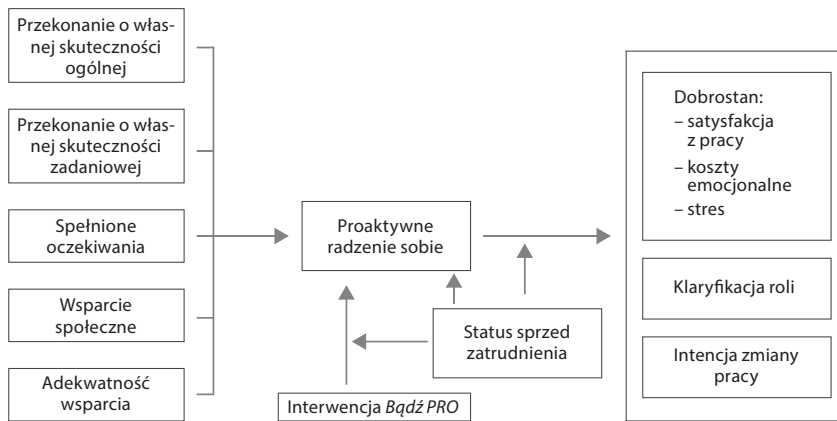 Przekonanie o włas-
nej skuteczności
ogólnej
Przekonanie o włas-
nej skuteczności
zadaniowej
Spełnione
oczekiwania
Wsparcie
społeczne
Adekwatność
wsparcia
Proaktywne
radzenie sobie
Status sprzed
zatrudnienia
Interwencja Bądź PRO
Dobrostan:
– satysfakcja
z pracy
– koszty
emocjonalne
– stres
Klaryfikacja roli
Intencja zmiany
pracy